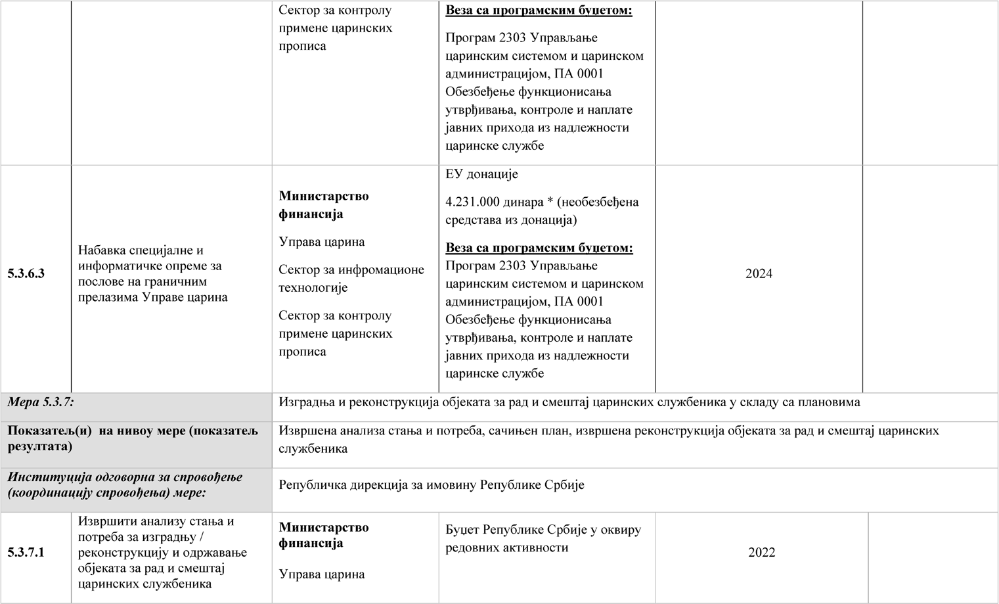 Сектор за контролу
примене царинских
прописа
Веза са програмским буџетом:
Програм 2303 Управљање
царинским системом и царинском
администрацијом, ПА 0001
Обезбеђење функционисања
утврђивања, контроле и наплате
јавних прихода из надлежности
царинске службе
5.3.6.3
Набавка специјалне и
информатичке опреме за
послове на граничним
прелазима Управе царина
Министарство
финансија
Управа царина
Сектор за инфромационе
технологије
Сектор за контролу
примене царинских
прописа
ЕУ донације
4.231.000 динара * (необезбеђена
средстава из донација)
Веза са програмским буџетом:
Програм 2303 Управљање
царинским системом и царинском
администрацијом, ПА 0001
Обезбеђење функционисања
утврђивања, контроле и наплате
јавних прихода из надлежности
царинске службе
2024
Мера 5.3.7:
Изградња и реконструкција објеката за рад и смештај царинских службеника у складу са плановима
Показатељ(и) на нивоу мере (показатељ
резултата)
Извршена анализа стања и потреба, сачињен план, извршена реконструкција објеката за рад и смештај царинских
службеника
Институција одговорна за спровођење
(координацију спровођења) мере:
Републичка дирекција за имовину Републике Србије
5.3.7.1
Извршити анализу стања и
потреба за изградњу /
реконструкцију и одржавање
објеката за рад и смештај
царинских службеника
Министарство
финансија
Управа царина
Буџет Републике Србије у оквиру
редовних активности
2022